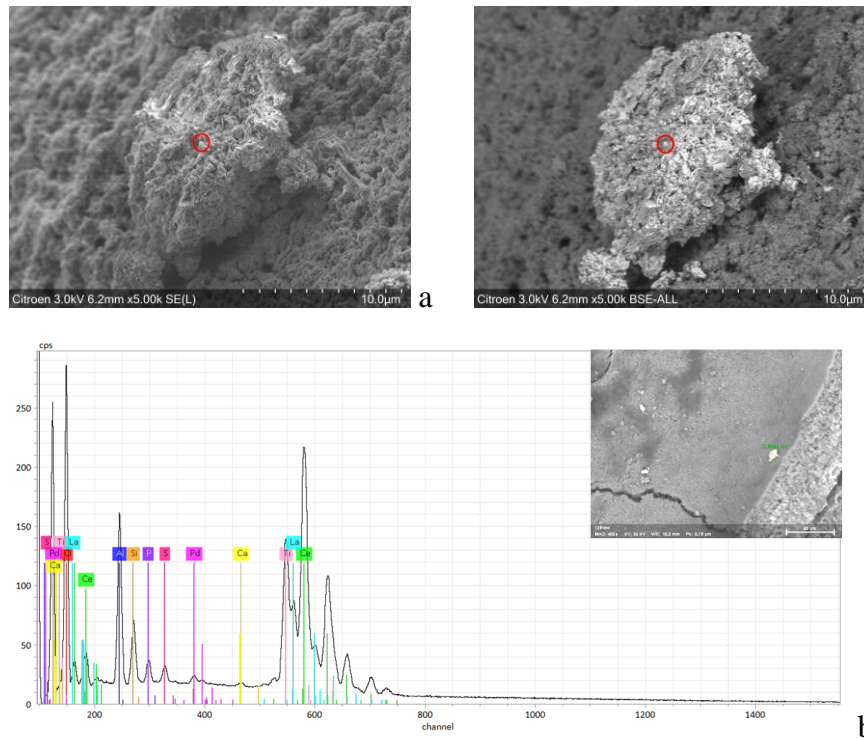 Citroen 3.0kV 6.2mm x5.00k SE(L) 10.0μm
a
Citroen 3.0kV 6.2mm x5.00k BSE-ALL 10.0μm
cps
250
200
150
100
50
0
S Ti La
Pd O
Ca
Ce
Al Si P S Pd Ca Ti La Ce
200 400 600 800 1000 1200 1400
channel
Citroen
b